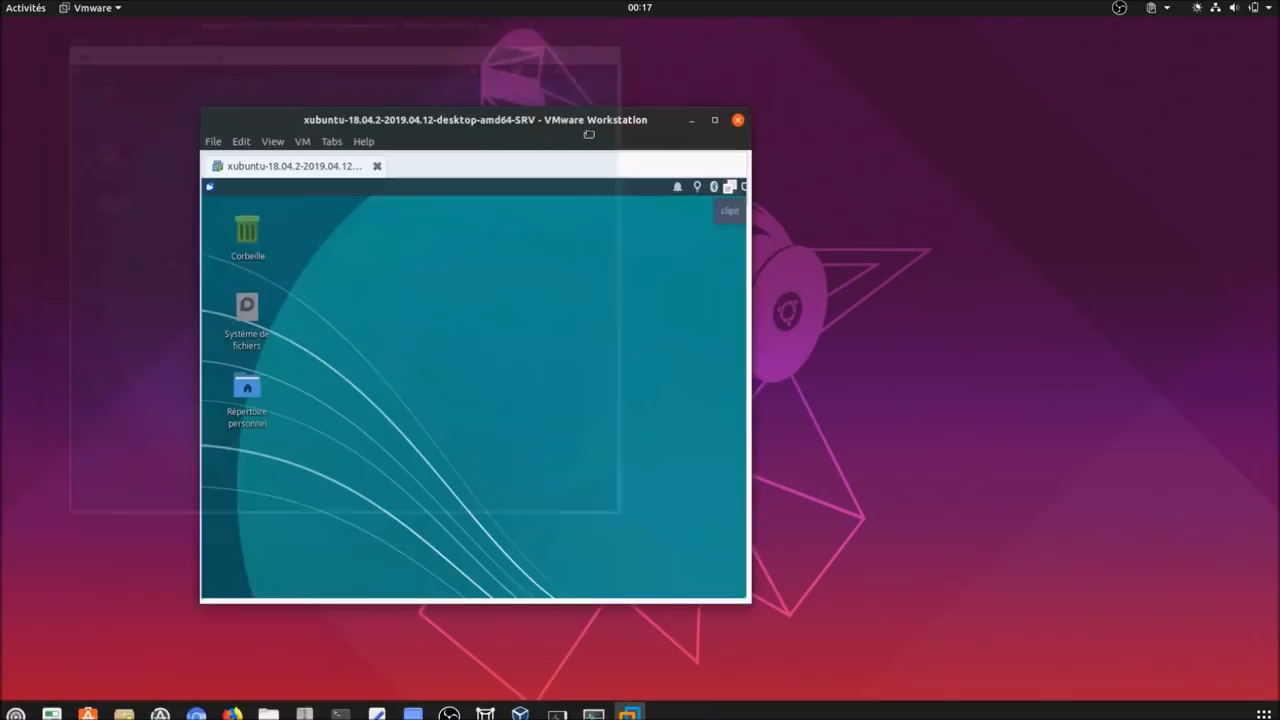 Activités Vmware 00:17
xubuntu-18.04.2-2019.04.12-desktop-amd64-SRV - VMware Workstation
File Edit View VM Tabs Help
xubuntu-18.04.2-2019.04.12...
clipit
Corbeille
Système de
fichiers
Répertoire
personnel